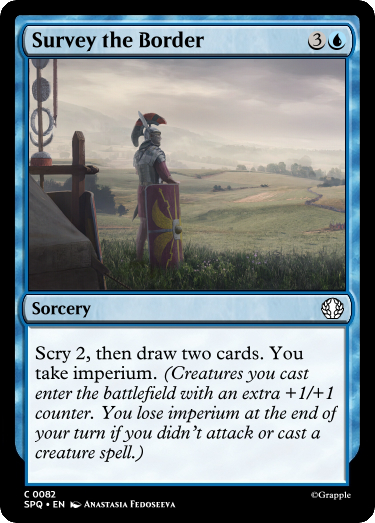 Survey the Border 3
Sorcery
Scry 2, then draw two cards. You
take imperium. (Creatures you cast
enter the battlefield with an extra +1/+1
counter. You lose imperium at the end of
your turn if you didn't attack or cast a
creature spell.)
C 0082
SPQ • EN Anastasia Fedoseeva
©Grapple